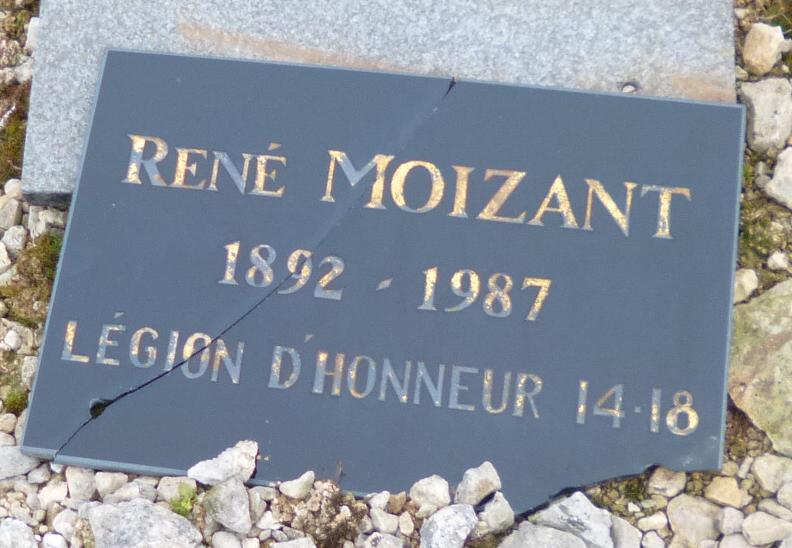 RENÉ MOIZANT
1892 - 1987
LÉGION D'HONNEUR 14-18